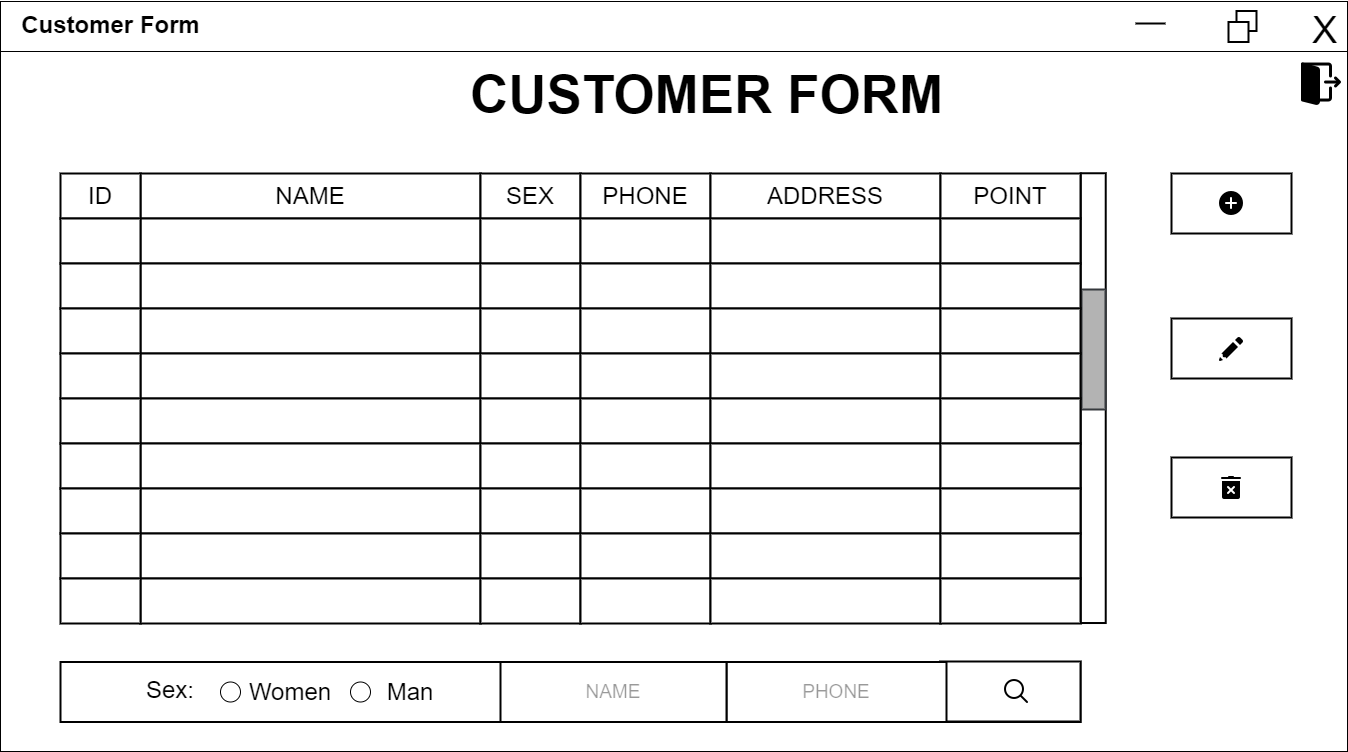 Customer Form
X
CUSTOMER FORM
ID NAME SEX PHONE ADDRESS POINT
Sex: Women Man NAME PHONE